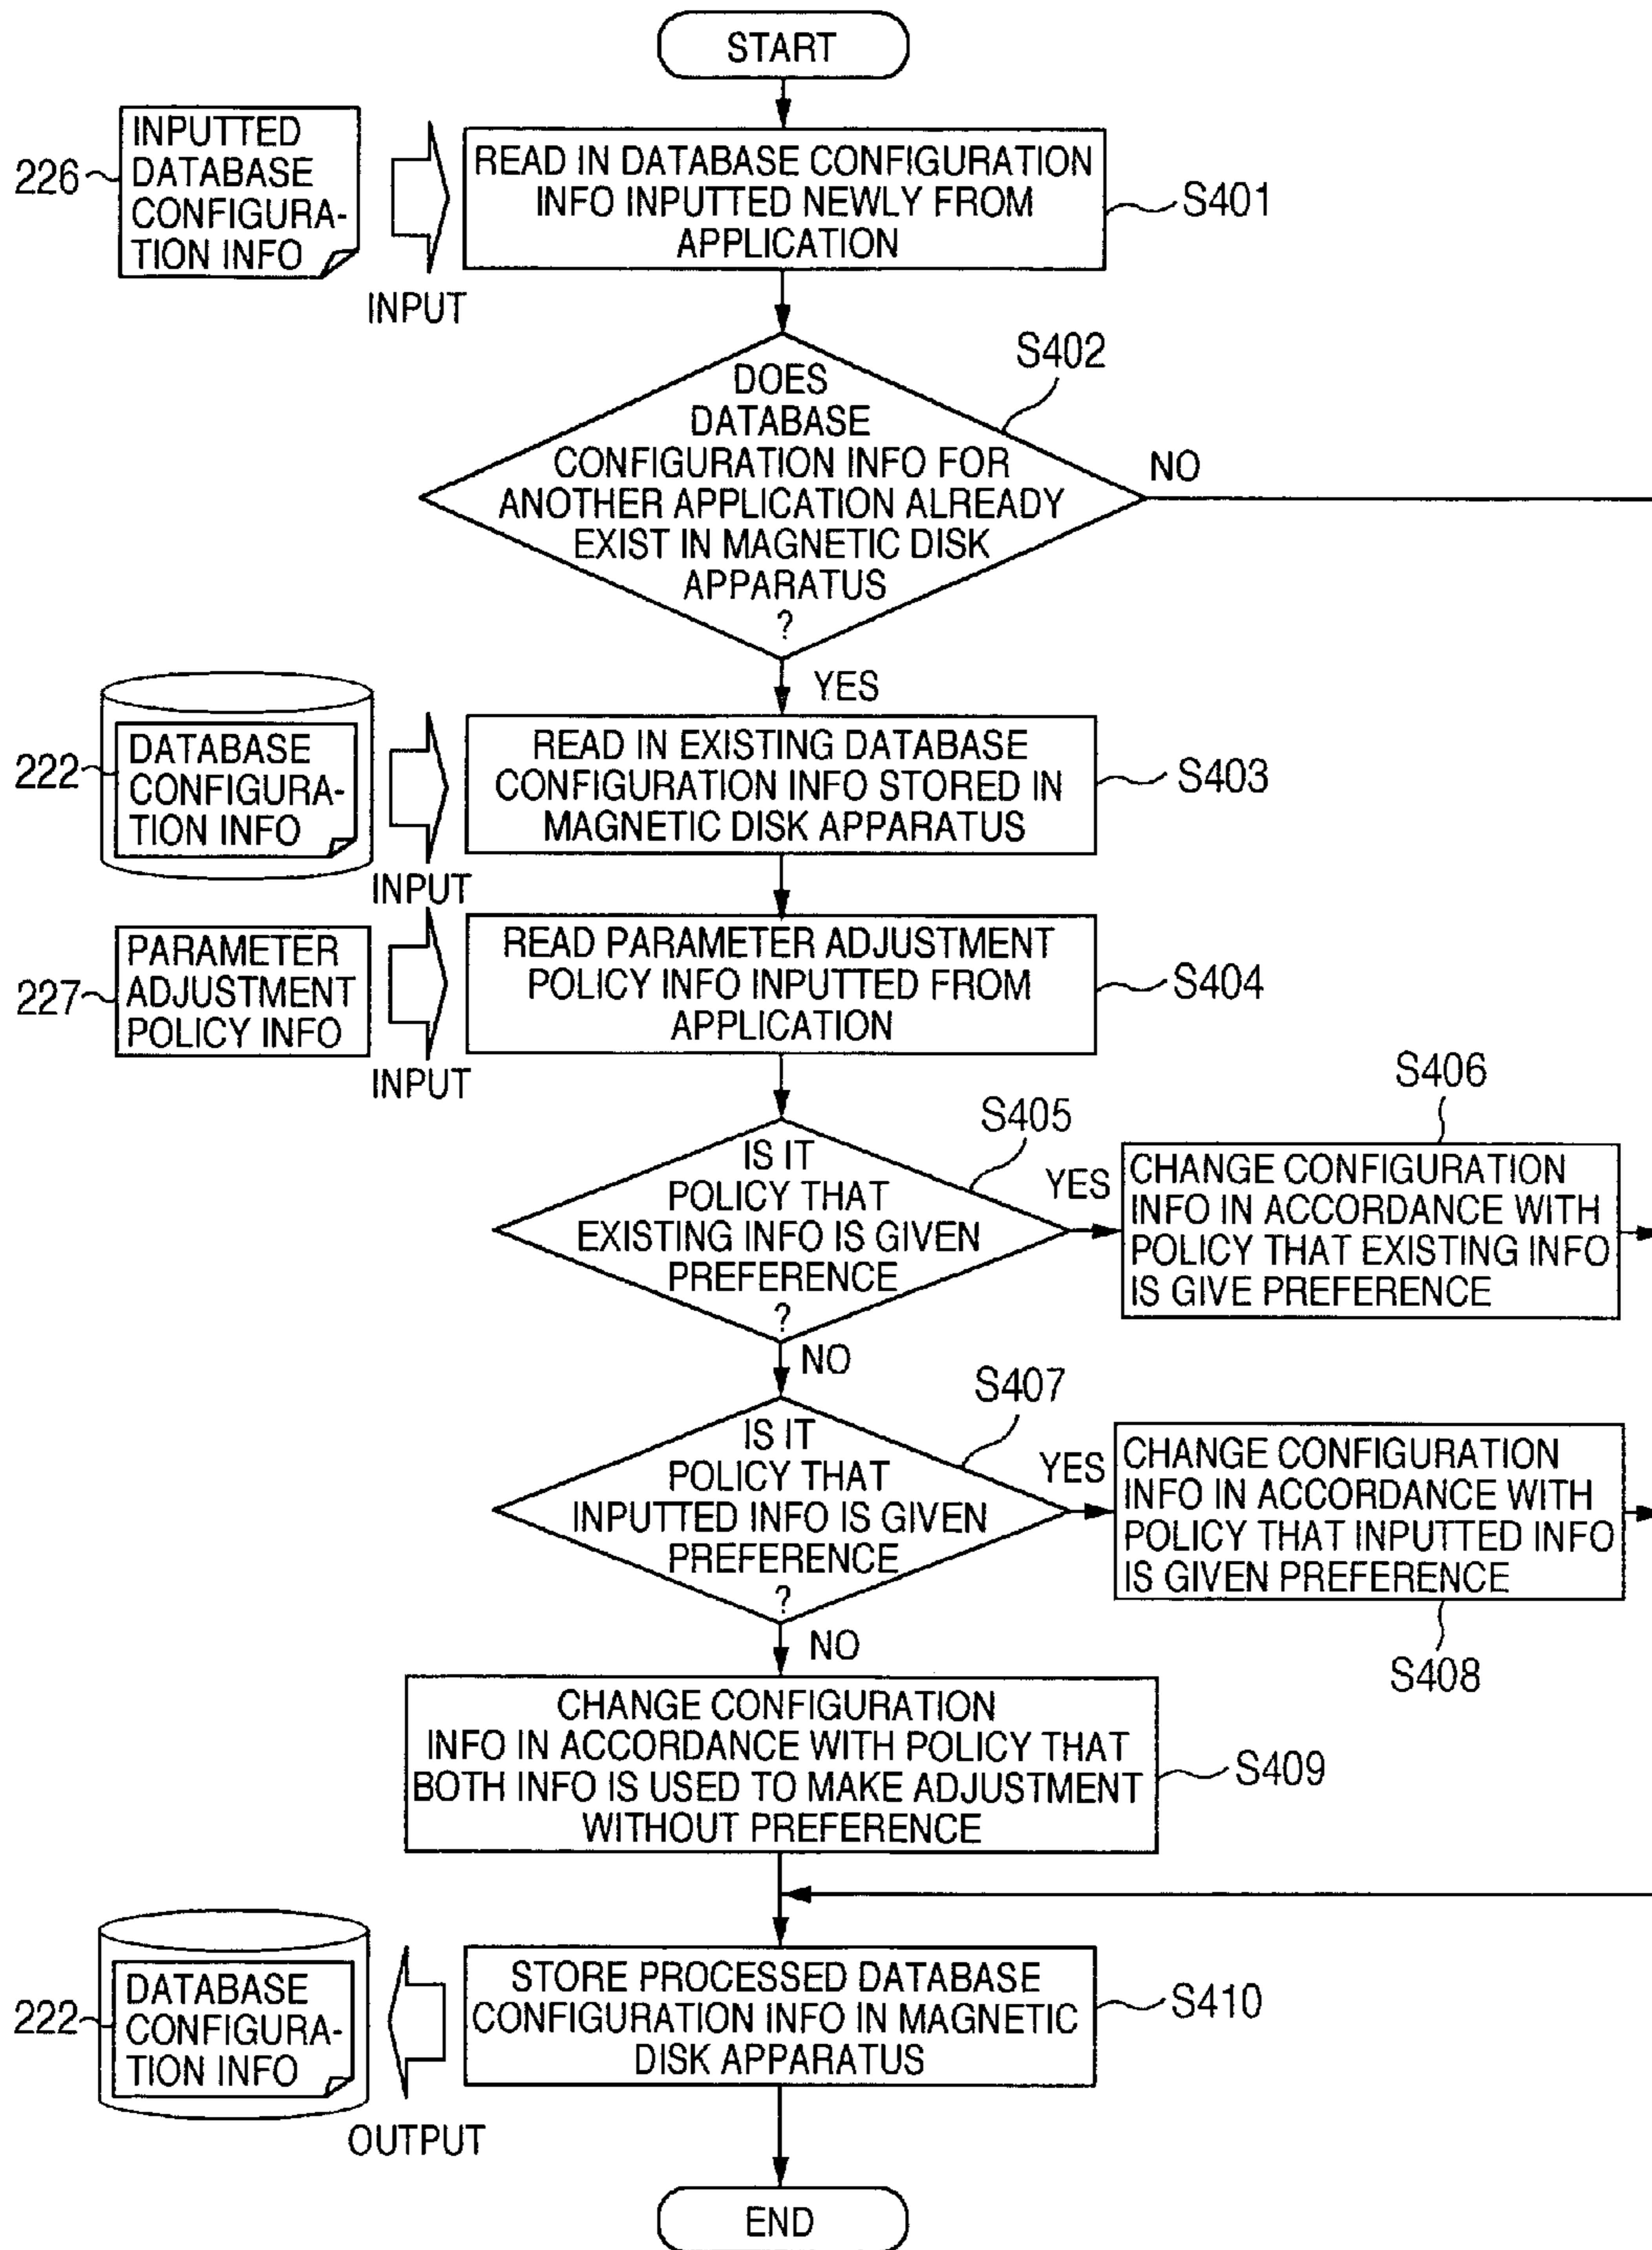 START
INPUTTED
DATABASE
CONFIGURA-
TION INFO
226
INPUT
READ IN DATABASE CONFIGURATION
INFO INPUTTED NEWLY FROM
APPLICATION
S401
DOES
DATABASE
CONFIGURATION INFO FOR
ANOTHER APPLICATION ALREADY
EXIST IN MAGNETIC DISK
APPARATUS
?
S402
NO
YES
DATABASE
CONFIGURA-
TION INFO
222
INPUT
READ IN EXISTING DATABASE
CONFIGURATION INFO STORED IN
MAGNETIC DISK APPARATUS
S403
PARAMETER
ADJUSTMENT
POLICY INFO
227
INPUT
READ PARAMETER ADJUSTMENT
POLICY INFO INPUTTED FROM
APPLICATION
S404
IS IT
POLICY THAT
EXISTING INFO IS GIVEN
PREFERENCE
?
S405
YES
S406
CHANGE CONFIGURATION
INFO IN ACCORDANCE WITH
POLICY THAT EXISTING INFO
IS GIVE PREFERENCE
NO
IS IT
POLICY THAT
INPUTTED INFO IS GIVEN
PREFERENCE
?
S407
YES
CHANGE CONFIGURATION
INFO IN ACCORDANCE WITH
POLICY THAT INPUTTED INFO
IS GIVEN PREFERENCE
S408
NO
CHANGE CONFIGURATION
INFO IN ACCORDANCE WITH POLICY THAT
BOTH INFO IS USED TO MAKE ADJUSTMENT
WITHOUT PREFERENCE
S409
DATABASE
CONFIGURA-
TION INFO
222
OUTPUT
STORE PROCESSED DATABASE
CONFIGURATION INFO IN MAGNETIC
DISK APPARATUS
S410
END